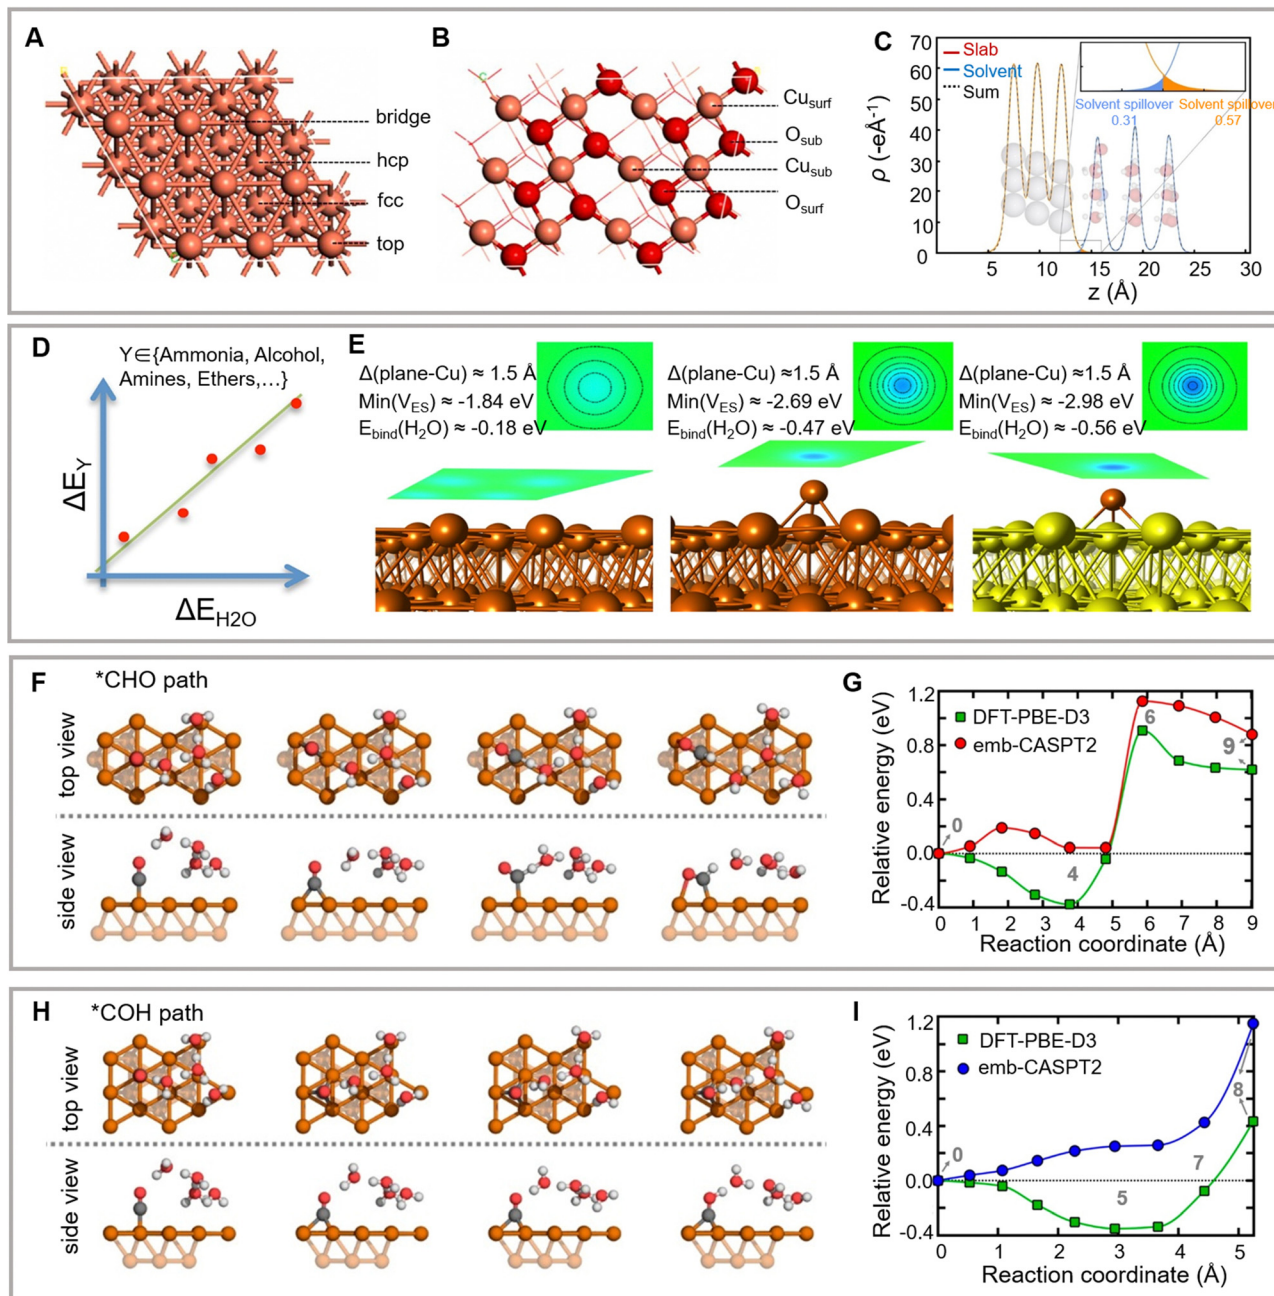 A
bridge
hcp
fcc
top
B
Cusurf
Osub
Cusub
Osurf
C
Slab
Solvent
Sum
Solvent spillover
0.31
Solvent spillover
0.57
70
60
50
40
30
20
10
0
ρ (-eÅ-1)
5
10
15
20
25
30
z (Å)
D
Y∈{Ammonia, Alcohol,
Amines, Ethers,...}
ΔEY
ΔEH2O
E
Δ(plane-Cu) ≈ 1.5 Å
Min(VES) ≈ -1.84 eV
Ebind(H2O) ≈ -0.18 eV
Δ(plane-Cu) ≈1.5 Å
Min(VES) ≈ -2.69 eV
Ebind(H2O) ≈ -0.47 eV
Δ(plane-Cu) ≈1.5 Å
Min(VES) ≈ -2.98 eV
Ebind(H2O) ≈ -0.56 eV
F
*CHO path
top view
side view
G
DFT-PBE-D3
emb-CASPT2
1.2
0.8
0.4
0.0
-0.4
Relative energy (eV)
0
4
6
9
0 1 2 3 4 5 6 7 8 9
Reaction coordinate (Å)
H
*COH path
top view
side view
I
DFT-PBE-D3
emb-CASPT2
1.2
0.8
0.4
0.0
-0.4
Relative energy (eV)
0
5
7
8
0 1 2 3 4 5
Reaction coordinate (Å)